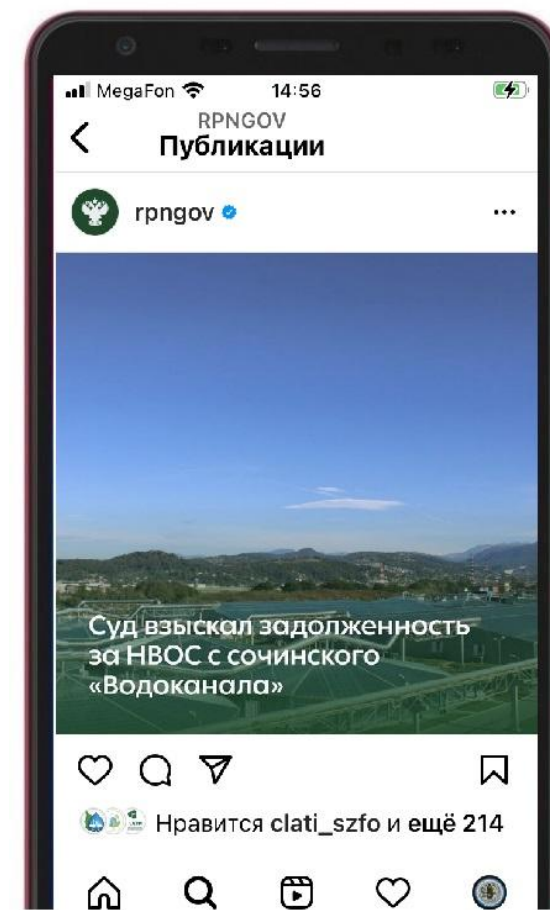 MegaFon 14:56
RPNGOV
Публикации
rpngov
Суд взыскал задолженность
за НВОС с сочинского
«Водоканала»
Нравится clati_szfo и ещё 214